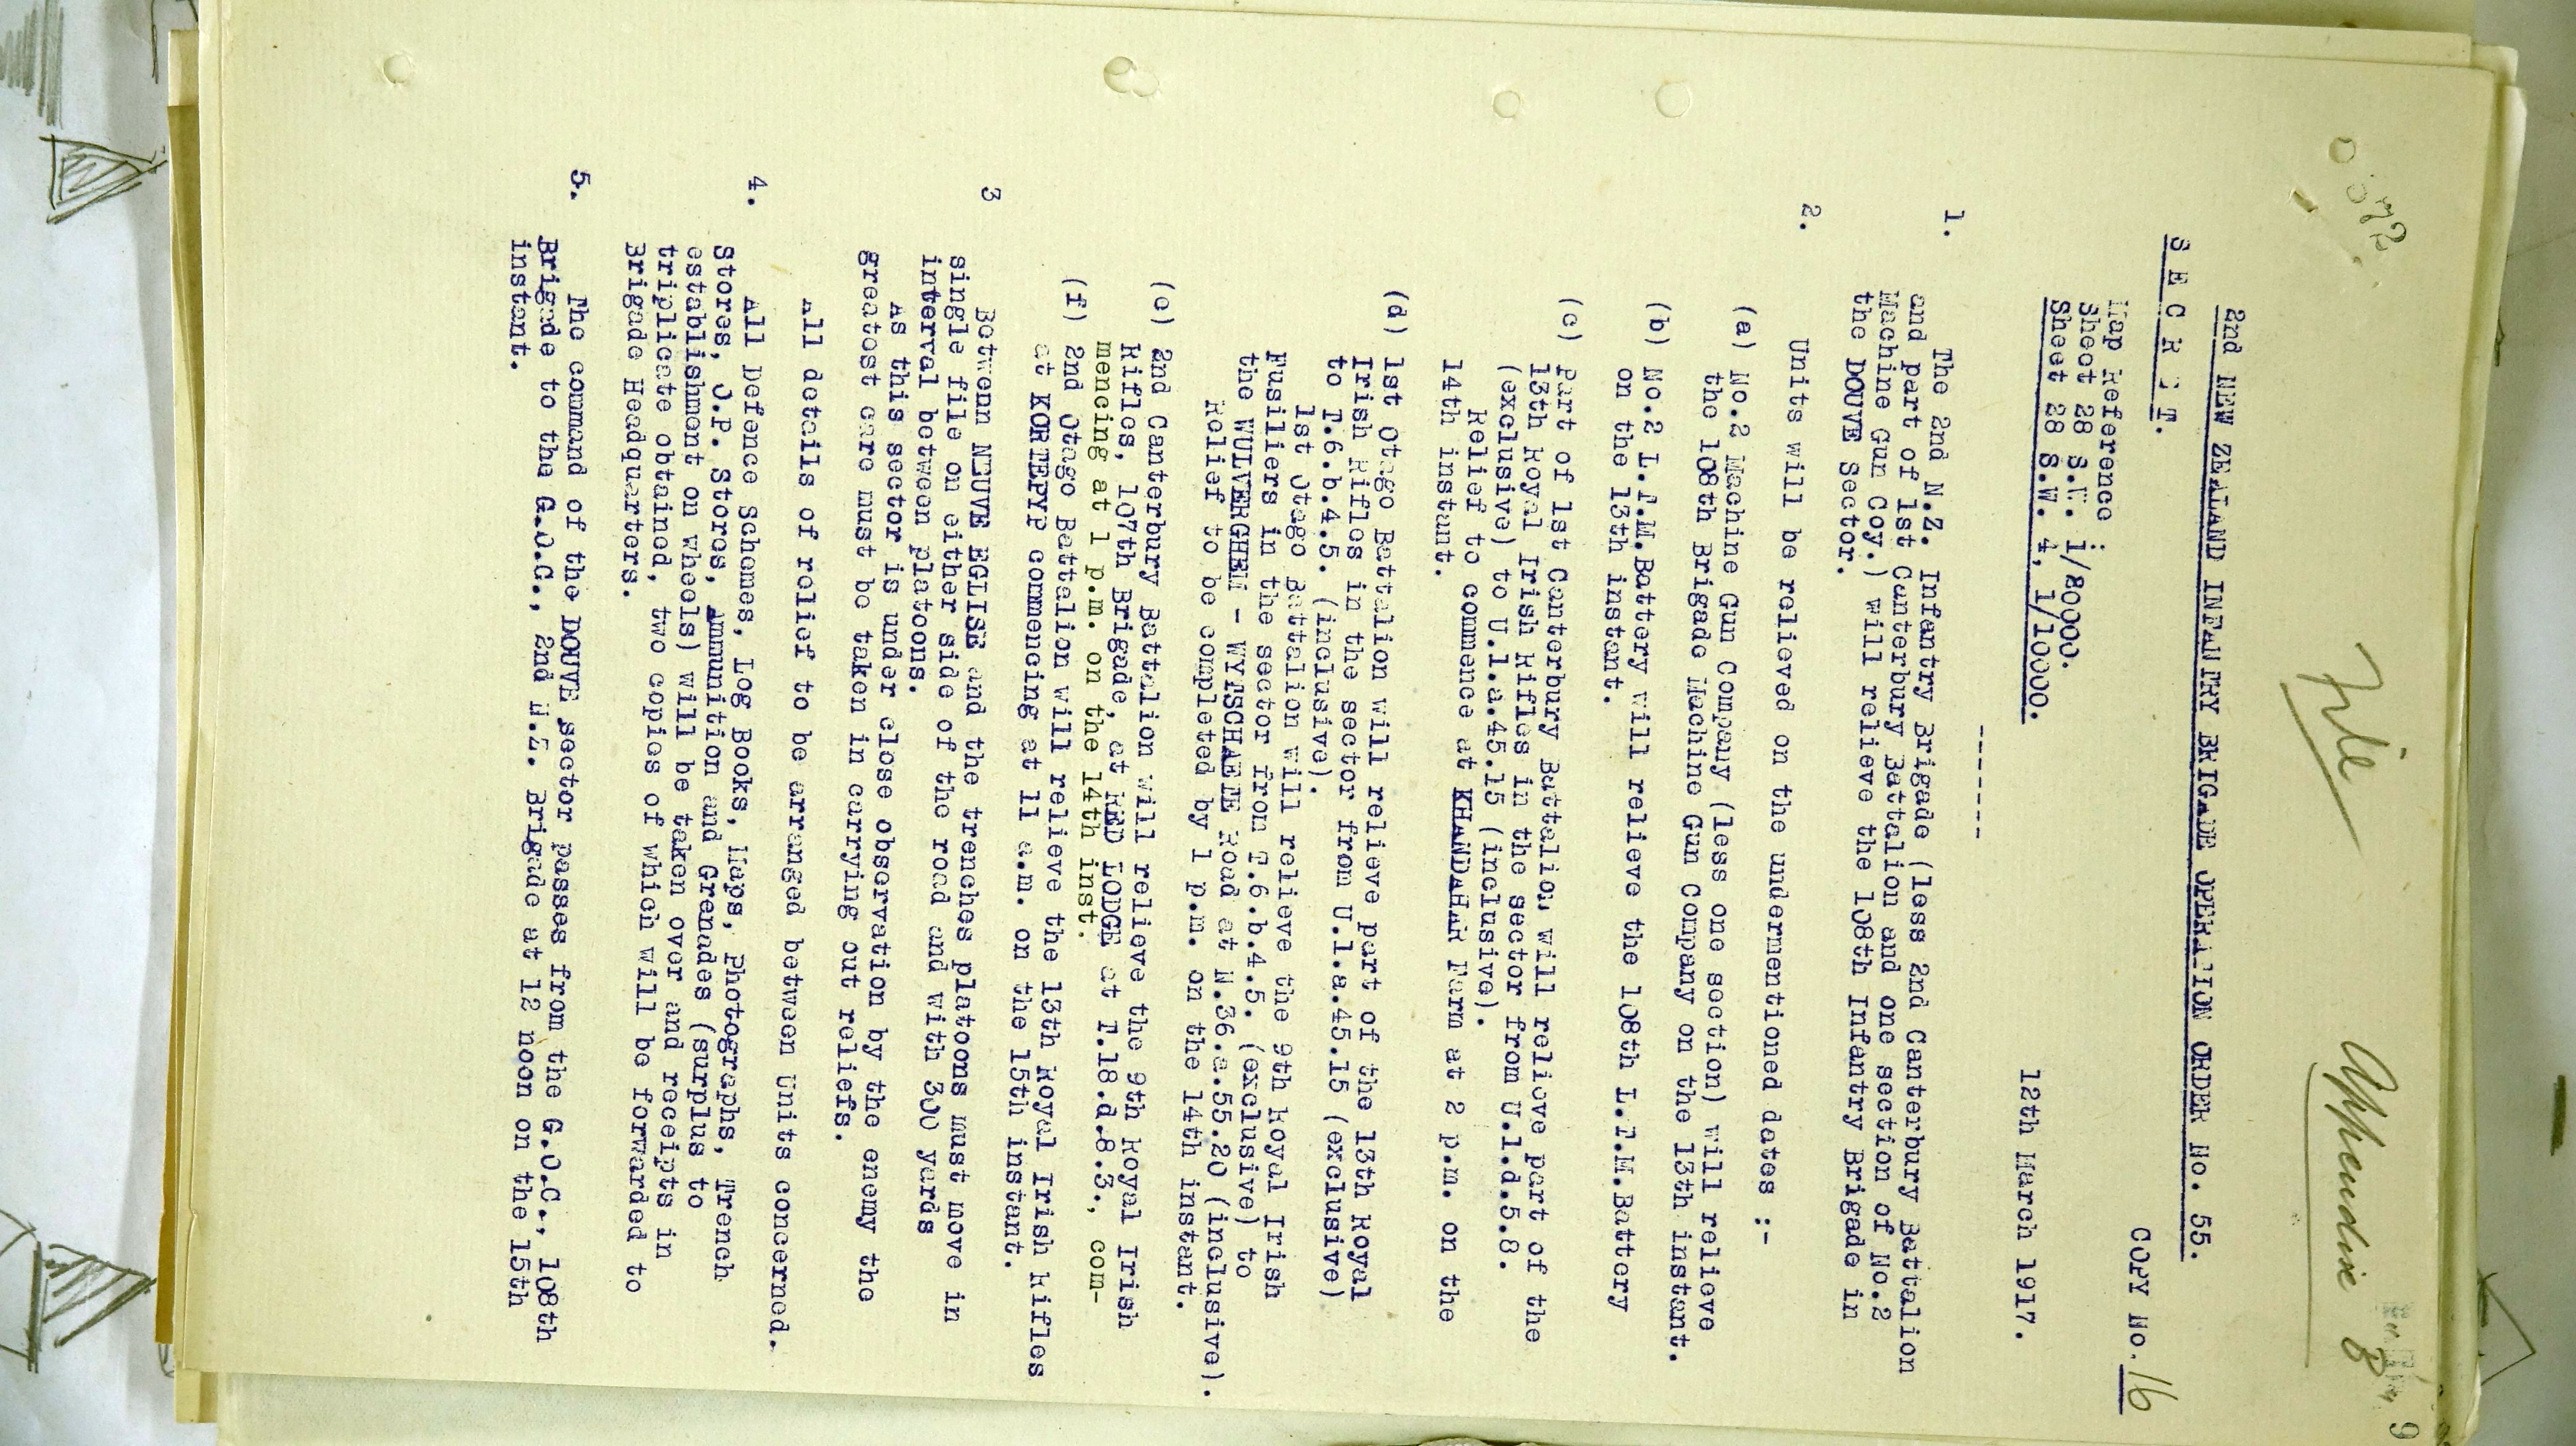 File
Appendix 8
2nd NEW ZEALAND INFANTRY BRIGADE OPERATION ORDER No. 55.
S E C R E T.
COPY No. 16
Map Reference :
Sheet 28 S.W. 1/80000.
Sheet 28 S.W. 4, 1/10000.
12th March 1917.
-------
1. The 2nd N.Z. Infantry Brigade (less 2nd Canterbury Battalion
and part of 1st Canterbury Battalion and one section of No.2
Machine Gun Coy.) will relieve the 108th Infantry Brigade in
the DOUVE Sector.
2. Units will be relieved on the undermentioned dates :-
(a) No.2 Machine Gun Company (less one section) will relieve
the 108th Brigade Machine Gun Company on the 13th instant.
(b) No.2 L.T.M.Battery will relieve the 108th L.T.M.Battery
on the 13th instant.
(c) Part of 1st Canterbury Battalion, will relieve part of the
13th Royal Irish Rifles in the sector from U.1.d.5.8.
(exclusive) to U.1.a.45.15 (inclusive).
Relief to commence at KHANDAHAR Farm at 2 p.m. on the
14th instant.
(d) 1st Otago Battalion will relieve part of the 13th Royal
Irish Rifles in the sector from U.1.a.45.15 (exclusive)
to T.6.b.4.5. (inclusive).
1st Otago Battalion will relieve the 9th Royal Irish
Fusiliers in the sector from T.6.b.4.5. (exclusive) to
the WULVERGHEM - WYTSCHAETE Road at N.36.a.55.20 (inclusive).
Relief to be completed by 1 p.m. on the 14th instant.
(e) 2nd Canterbury Battalion will relieve the 9th Royal Irish
Rifles, 107th Brigade, at RED LODGE at T.18.d.8.3., com-
mencing at 1 p.m. on the 14th inst.
(f) 2nd Otago Battalion will relieve the 13th Royal Irish Rifles
at KORTEPYP commencing at 11 a.m. on the 15th instant.
3 Betwenn NEUVE EGLISE and the trenches platoons must move in
single file on either side of the road and with 300 yards
interval between platoons.
As this sector is under close observation by the enemy the
greatest care must be taken in carrying out reliefs.
All details of relief to be arranged between Units concerned.
4. All Defence Schemes, Log Books, Maps, Photographs, Trench
Stores, O.P. Stores, Ammunition and Grenades (surplus to
establishment on wheels) will be taken over and receipts in
triplicate obtained, two copies of which will be forwarded to
Brigade Headquarters.
5. The command of the DOUVE sector passes from the G.O.C., 108th
Brigade to the G.O.C., 2nd N.Z. Brigade at 12 noon on the 15th
instant.